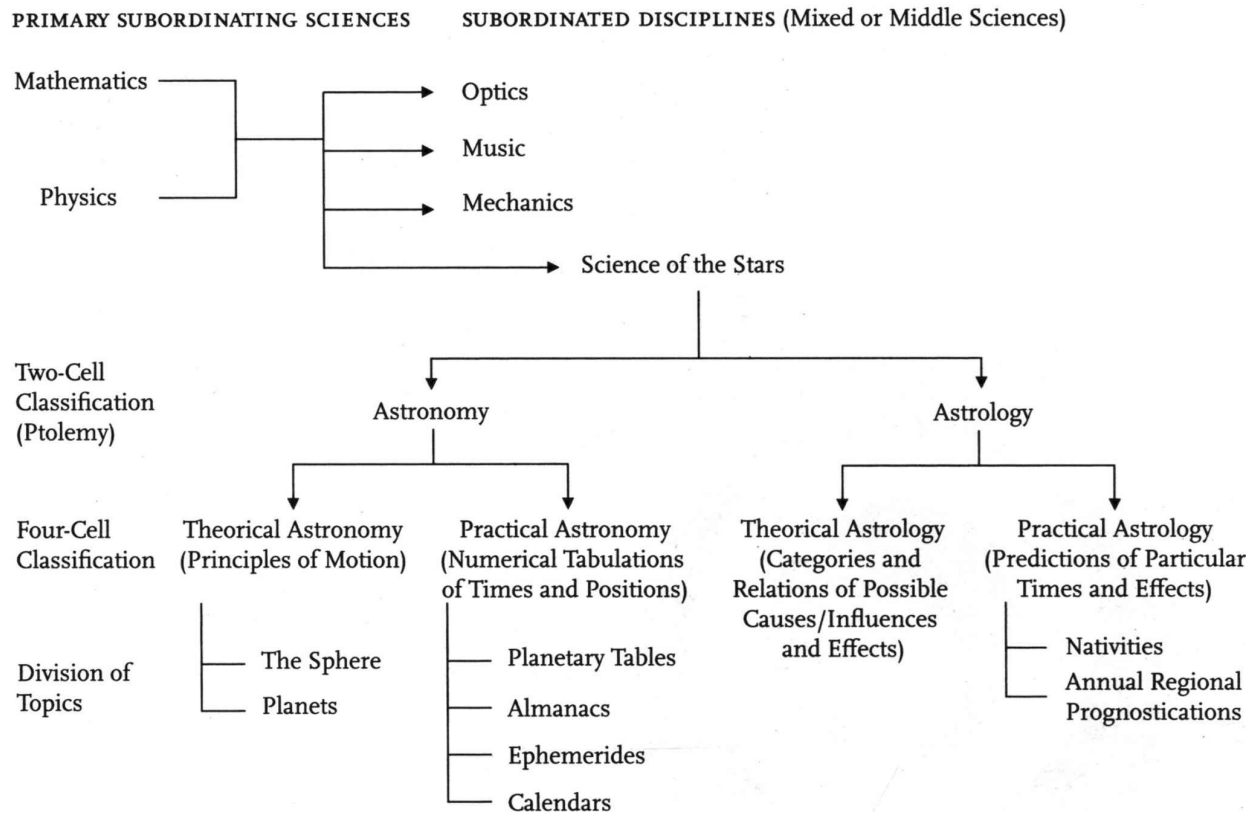 PRIMARY SUBORDINATING SCIENCES
SUBORDINATED DISCIPLINES (Mixed or Middle Sciences)
Mathematics
Physics
Optics
Music
Mechanics
Science of the Stars
Two-Cell
Classification
(Ptolemy)
Astronomy
Astrology
Four-Cell
Classification
Theorical Astronomy
(Principles of Motion)
Practical Astronomy
(Numerical Tabulations
of Times and Positions)
Theorical Astrology
(Categories and
Relations of Possible
Causes/Influences
and Effects)
Practical Astrology
(Predictions of Particular
Times and Effects)
Division of
Topics
The Sphere
Planets
Planetary Tables
Almanacs
Ephemerides
Calendars
Nativities
Annual Regional
Prognostications